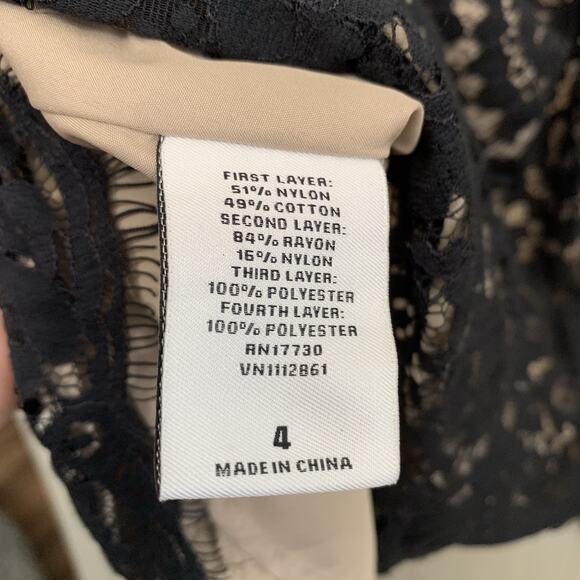 FIRST LAYER:
51% NYLON
49% COTTON
SECOND LAYER:
84% RAYON
16% NYLON
THIRD LAYER:
100% POLYESTER
FOURTH LAYER:
100% POLYESTER
RN17730
VN1112861
4
MADE IN CHINA